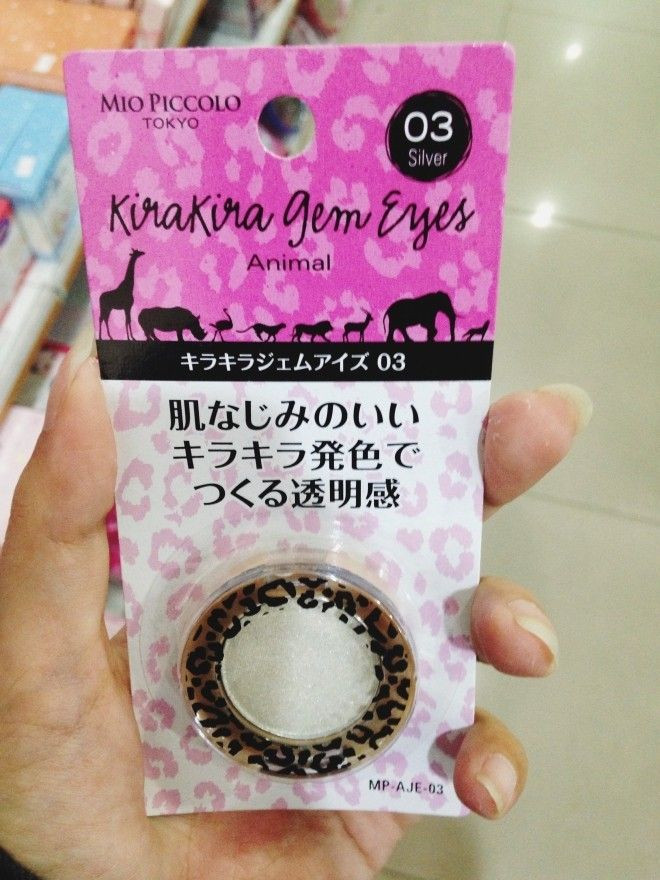 MIO PICCOLO
TOKYO
03
Silver
KiraKira Gem Eyes
Animal
キラキラジェムアイズ 03
肌なじみのいい
キラキラ発色で
つくる透明感
MP-AJE-03